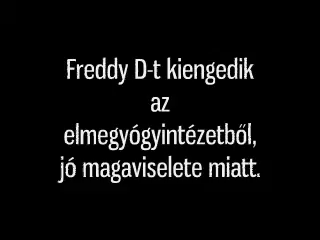 Freddy D-t kiengedik
az
elmegyógyintézetből,
jó magaviselete miatt.